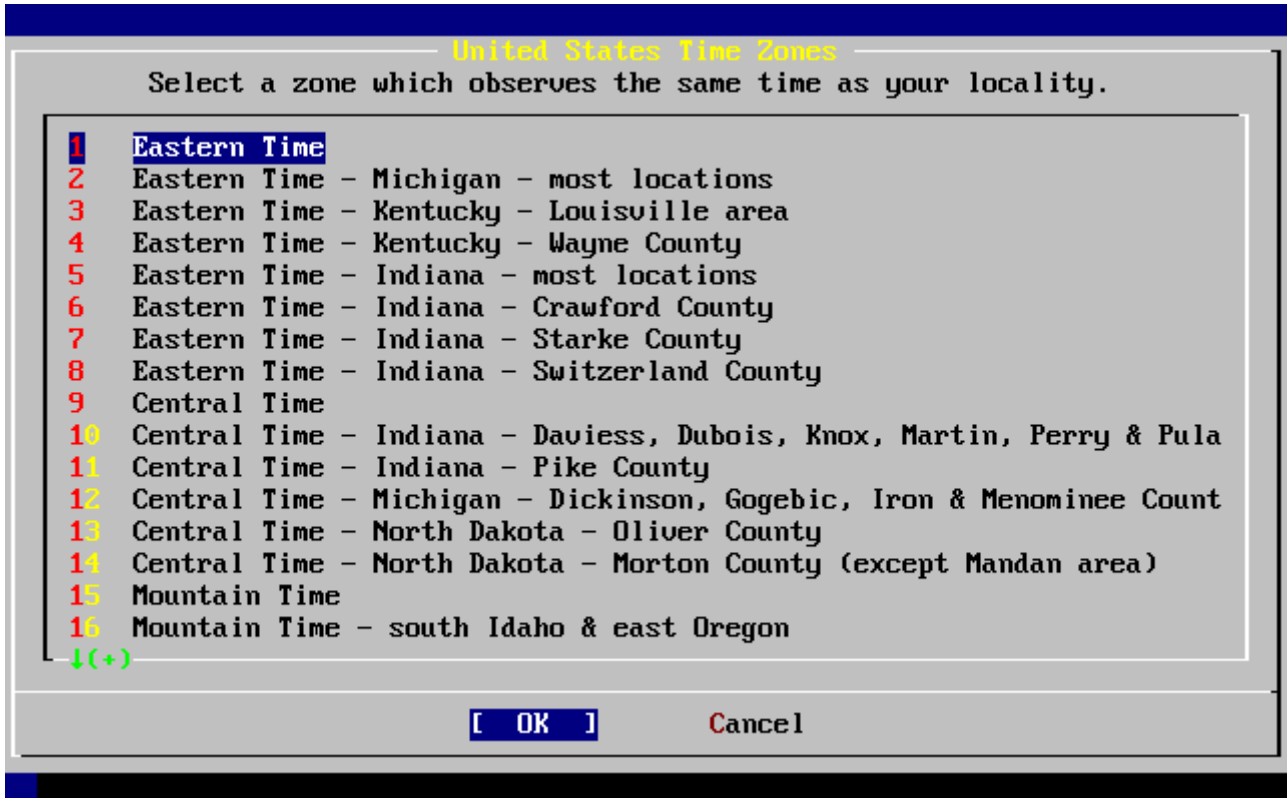 United States Time Zones
Select a zone which observes the same time as your locality.
1 Eastern Time
2 Eastern Time - Michigan - most locations
3 Eastern Time - Kentucky - Louisville area
4 Eastern Time - Kentucky - Wayne County
5 Eastern Time - Indiana - most locations
6 Eastern Time - Indiana - Crawford County
7 Eastern Time - Indiana - Starke County
8 Eastern Time - Indiana - Switzerland County
9 Central Time
10 Central Time - Indiana - Daviess, Dubois, Knox, Martin, Perry & Pula
11 Central Time - Indiana - Pike County
12 Central Time - Michigan - Dickinson, Gogebic, Iron & Menominee Count
13 Central Time - North Dakota - Oliver County
14 Central Time - North Dakota - Morton County (except Mandan area)
15 Mountain Time
16 Mountain Time - south Idaho & east Oregon
↓(+)
[ OK ] Cancel